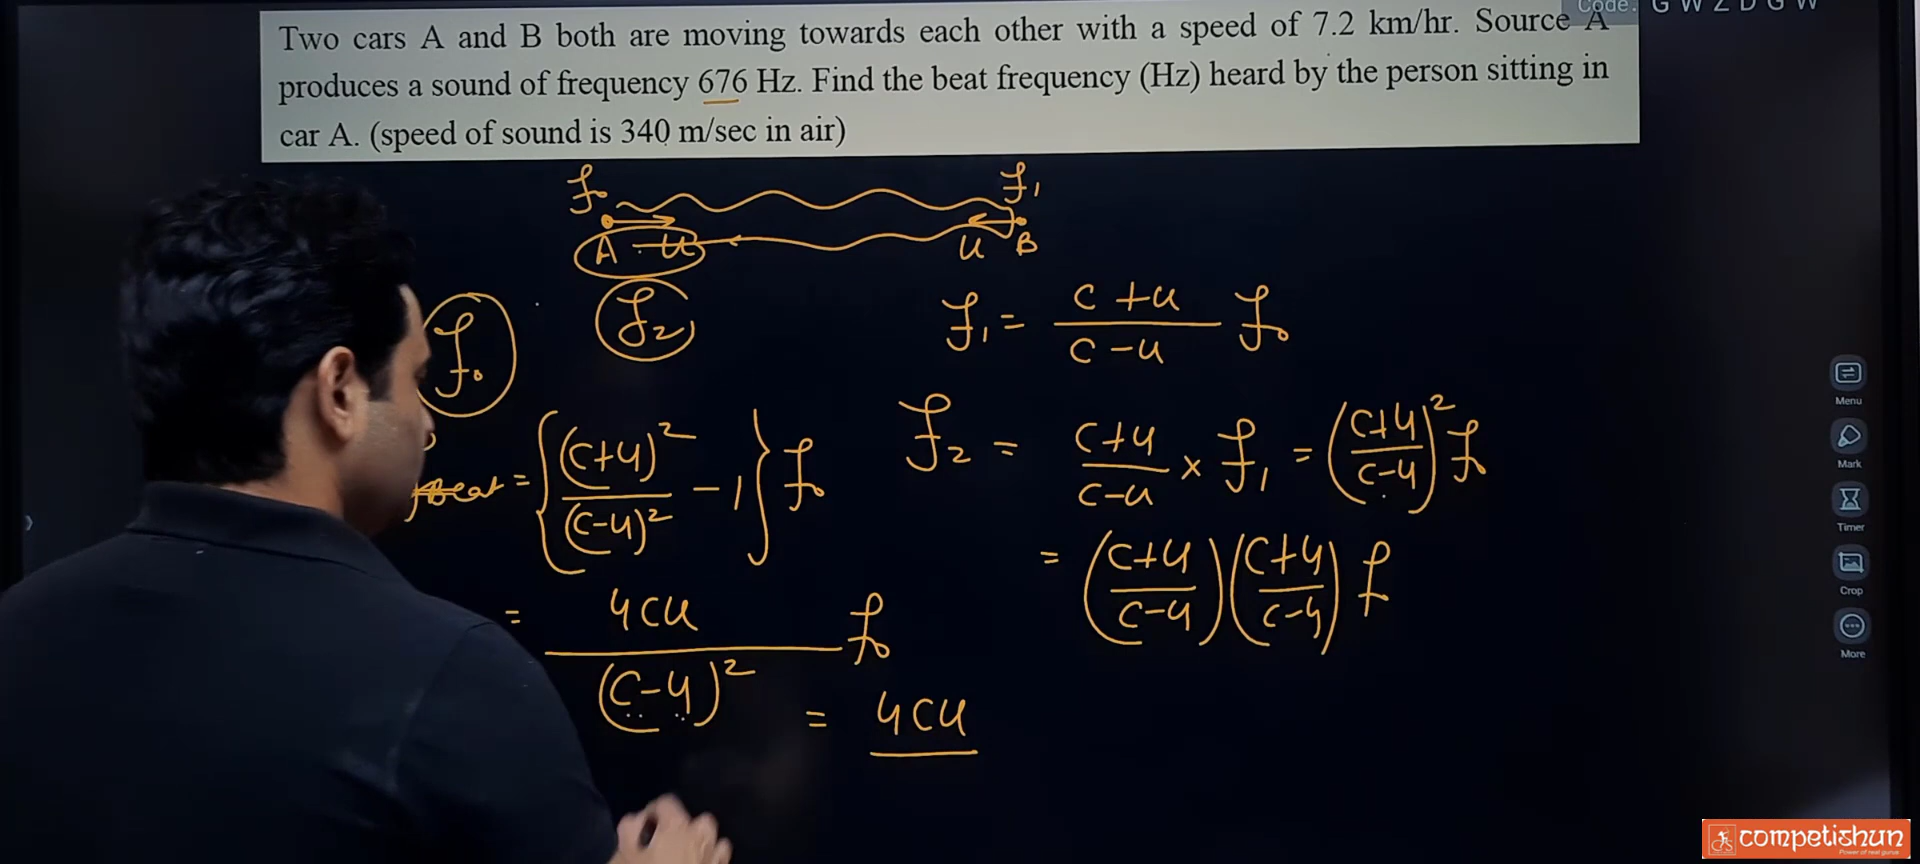 Code: G W Z D G W
Two cars A and B both are moving towards each other with a speed of 7.2 km/hr. Source A
produces a sound of frequency 676 Hz. Find the beat frequency (Hz) heard by the person sitting in
car A. (speed of sound is 340 m/sec in air)
f₀ f₁
A u u B
f₀ f₂ f₁ = (c+u)/(c-u) f₀
beat = {(c+u)²/(c-u)² - 1} f₀
f₂ = (c+u)/(c-u) × f₁ = ((c+u)/(c-u))² f₀
= ((c+u)/(c-u)) ((c+u)/(c-u)) f
= 4cu/(c-u)² f₀
= 4cu
Menu
Mark
Timer
Crop
More
competishun